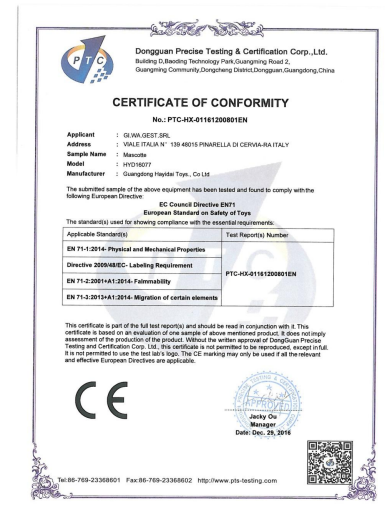 PTC
Dongguan Precise Testing & Certification Corp.,Ltd.
Building D,Baoding Technology Park,Guangming Road 2,
Guangming Community,Dongcheng District,Dongguan,Guangdong,China
CERTIFICATE OF CONFORMITY
No.: PTC-HX-01161200801EN
Applicant : GI.WA.GEST.SRL
Address : VIALE ITALIA N° 139 48015 PINARELLA DI CERVIA-RA ITALY
Sample Name : Mascotte
Model : HYD16077
Manufacturer : Guangdong Hayidai Toys., Co Ltd
The submitted sample of the above equipment has been tested and found to comply with the
following European Directive:
EC Council Directive EN71
European Standard on Safety of Toys
The standard(s) used for showing compliance with the essential requirements:
Applicable Standard(s) Test Report(s) Number
EN 71-1:2014- Physical and Mechanical Properties
Directive 2009/48/EC- Labeling Requirement
PTC-HX-01161200801EN
EN 71-2:2001+A1:2014- Falmmability
EN 71-3:2013+A1:2014- Migration of certain elements
This certificate is part of the full test report(s) and should be read in conjunction with it. This
certificate is based on an evaluation of one sample of above mentioned product. It does not imply
assessment of the production of the product. Without the written approval of DongGuan Precise
Testing and Certification Corp. Ltd., this certificate is not permitted to be reproduced, except in full.
It is not permitted to use the test lab's logo. The CE marking may only be used if all the relevant
and effective European Directives are applicable.
CE
APPROVED
Jacky Ou
Manager
Date: Dec. 29, 2016
Tel:86-769-23368601 Fax:86-769-23368602 http://www.pts-testing.com